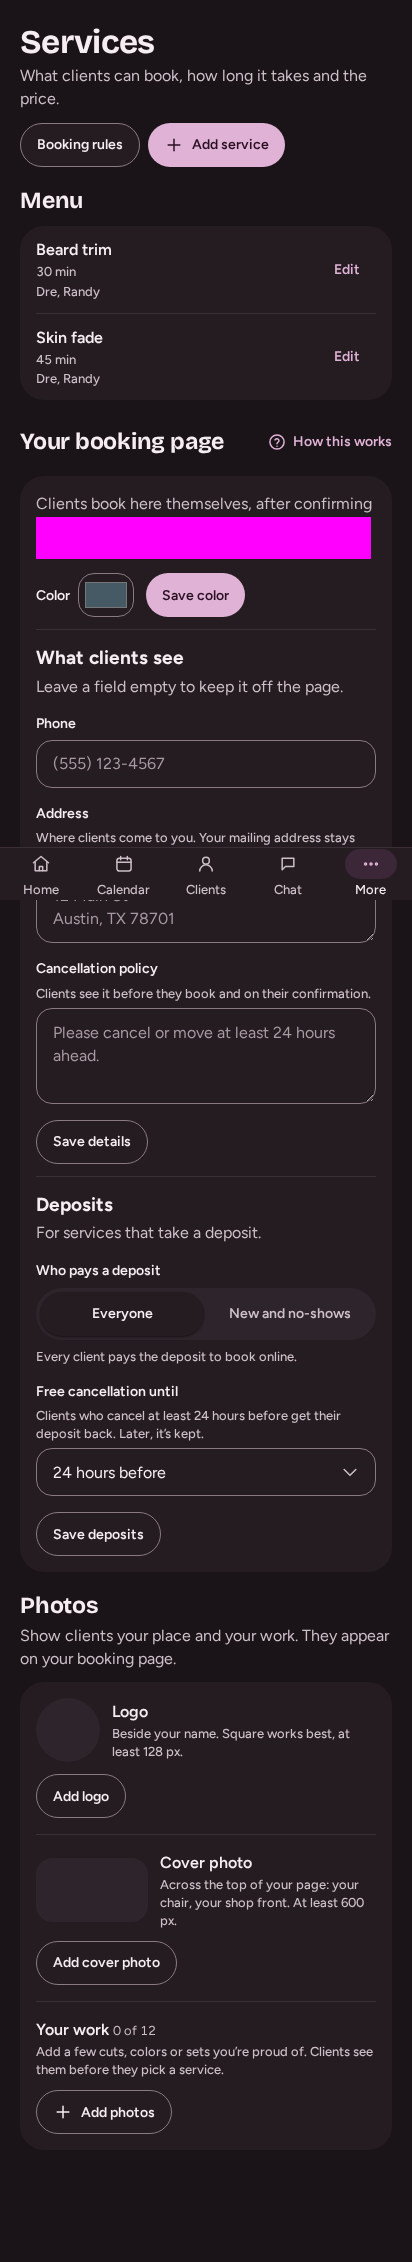 Services
What clients can book, how long it takes and the
price.
Booking rules
Add service
Menu
Beard trim
30 min
Dre, Randy
Edit
Skin fade
45 min
Dre, Randy
Edit
Your booking page
How this works
Clients book here themselves, after confirming
Color
Save color
What clients see
Leave a field empty to keep it off the page.
Phone
(555) 123-4567
Address
Where clients come to you. Your mailing address stays
Home
Calendar
Clients
Chat
More
Austin, TX 78701
Cancellation policy
Clients see it before they book and on their confirmation.
Please cancel or move at least 24 hours
ahead.
Save details
Deposits
For services that take a deposit.
Who pays a deposit
Everyone
New and no-shows
Every client pays the deposit to book online.
Free cancellation until
Clients who cancel at least 24 hours before get their
deposit back. Later, it’s kept.
24 hours before
Save deposits
Photos
Show clients your place and your work. They appear
on your booking page.
Logo
Beside your name. Square works best, at
least 128 px.
Add logo
Cover photo
Across the top of your page: your
chair, your shop front. At least 600
px.
Add cover photo
Your work 0 of 12
Add a few cuts, colors or sets you’re proud of. Clients see
them before they pick a service.
Add photos